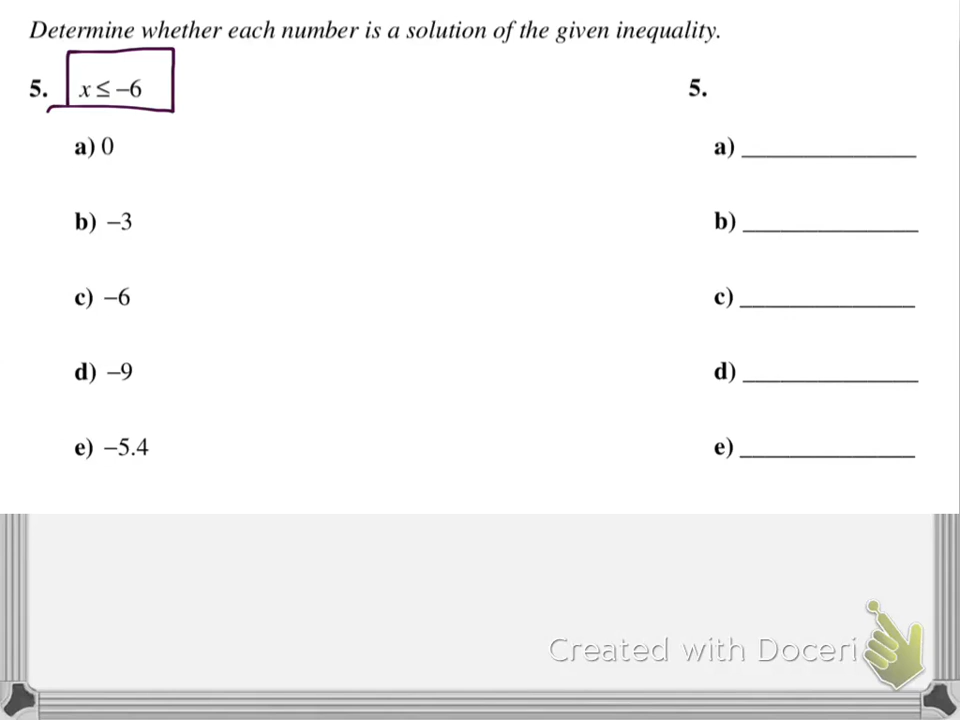 Determine whether each number is a solution of the given inequality.
5. x ≤ –6 5.
a) 0 a) ______________
b) –3 b) ______________
c) –6 c) ______________
d) –9 d) ______________
e) –5.4 e) ______________
Created with Doceri